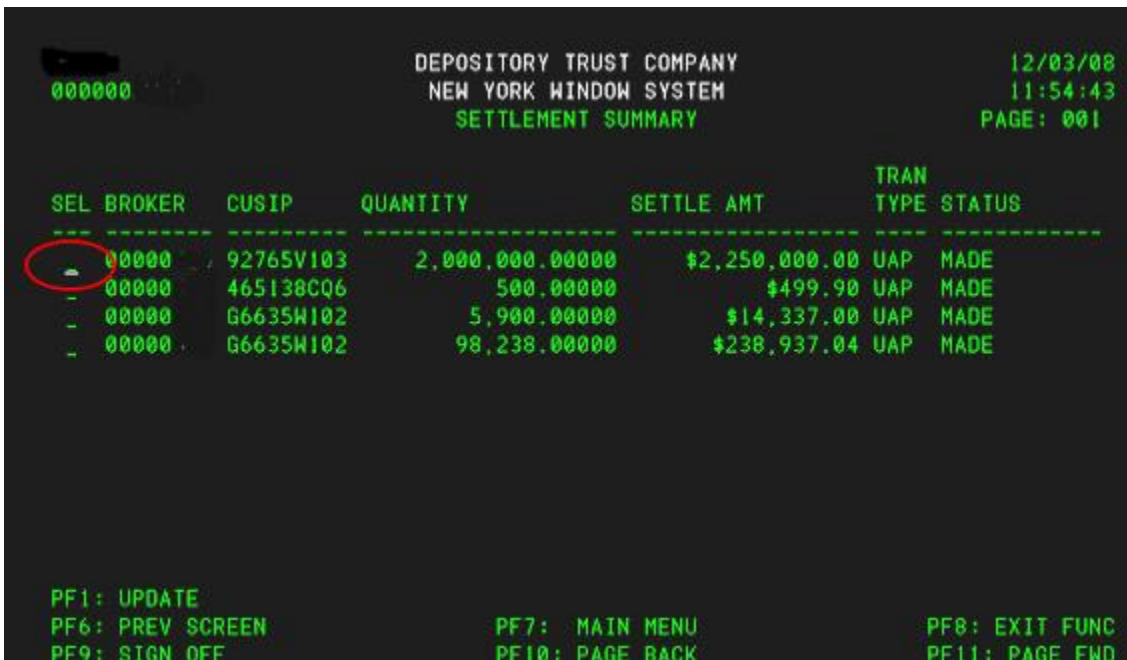 DEPOSITORY TRUST COMPANY 12/03/08
000000 NEW YORK WINDOW SYSTEM 11:54:43
SETTLEMENT SUMMARY PAGE: 001
TRAN
SEL BROKER CUSIP QUANTITY SETTLE AMT TYPE STATUS
--- -------- --------- ------------------- ----------------- ---- ------------
_ 00000 92765V103 2,000,000.00000 $2,250,000.00 UAP MADE
_ 00000 465138CQ6 500.00000 $499.90 UAP MADE
_ 00000 G6635W102 5,900.00000 $14,337.00 UAP MADE
_ 00000 G6635W102 98,238.00000 $238,937.04 UAP MADE
PF1: UPDATE
PF6: PREV SCREEN PF7: MAIN MENU PF8: EXIT FUNC
PF9: SIGN OFF PF10: PAGE BACK PF11: PAGE FWD